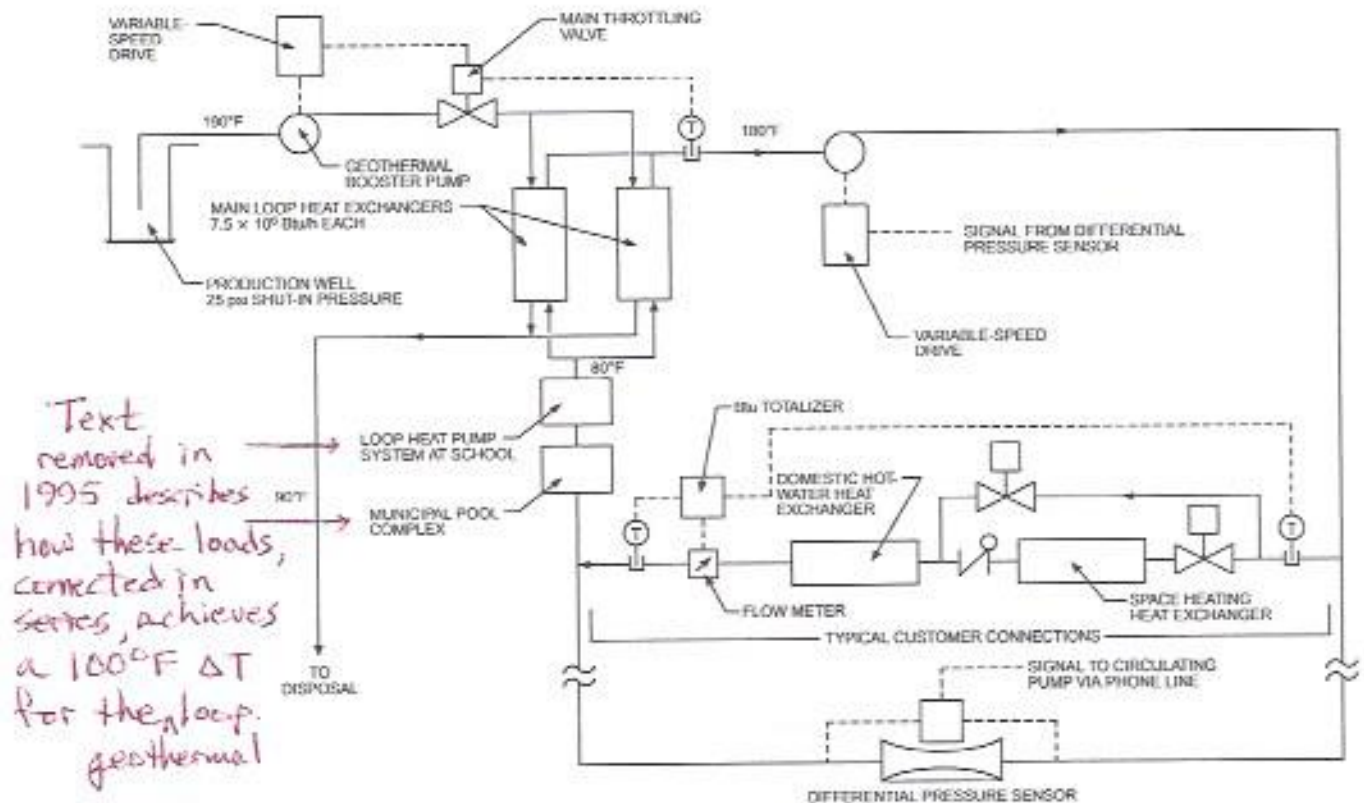 VARIABLE-
SPEED
DRIVE
MAIN THROTTLING
VALVE
190°F
GEOTHERMAL
BOOSTER PUMP
T
180°F
MAIN LOOP HEAT EXCHANGERS
7.5 × 10⁶ Btu/h EACH
SIGNAL FROM DIFFERENTIAL
PRESSURE SENSOR
PRODUCTION WELL
25 psi SHUT-IN PRESSURE
VARIABLE-SPEED
DRIVE
80°F
Text
removed in
1995 describes
how these loads,
connected in
series, achieves
a 100°F ΔT
for the geothermal loop.
90°F
LOOP HEAT PUMP
SYSTEM AT SCHOOL
MUNICIPAL POOL
COMPLEX
TO
DISPOSAL
Btu TOTALIZER
DOMESTIC HOT-
WATER HEAT
EXCHANGER
T
T
FLOW METER
SPACE HEATING
HEAT EXCHANGER
TYPICAL CUSTOMER CONNECTIONS
SIGNAL TO CIRCULATING
PUMP VIA PHONE LINE
DIFFERENTIAL PRESSURE SENSOR